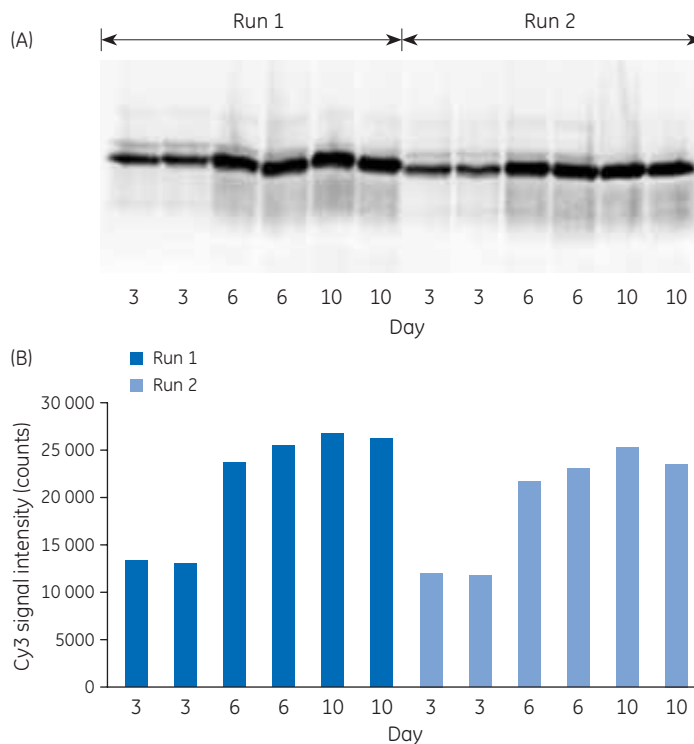 (A)
Run 1 Run 2
3 3 6 6 10 10 3 3 6 6 10 10
Day
(B)
Run 1
Run 2
Cy3 signal intensity (counts)
30 000
25 000
20 000
15 000
10 000
5000
0
3 3 6 6 10 10 3 3 6 6 10 10
Day